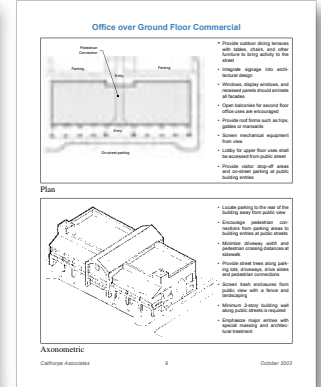 Office over Ground Floor Commercial
Pedestrian
Connection
Parking
Entry
Parking
Entry
On-street parking
• Provide outdoor dining terraces
with tables, chairs, and other
furniture to bring activity to the
street
• Integrate signage into archi-
tectural design
• Windows, display windows, and
recessed panels should animate
all facades
• Open balconies for second floor
office uses are encouraged
• Provide roof forms such as hips,
gables or mansards
• Screen mechanical equipment
from view
• Lobby for upper floor uses shall
be accessed from public street
• Provide visitor drop-off areas
and on-street parking at public
building entries
Plan
• Locate parking to the rear of the
building away from public view
• Encourage pedestrian con-
nections from parking areas to
building entries at public streets
• Minimize driveway width and
pedestrian crossing distances at
sidewalk
• Provide street trees along park-
ing lots, driveways, drive aisles
and pedestrian connections
• Screen trash enclosures from
public view with a fence and
landscaping
• Minimum 2-story building wall
along public streets is required
• Emphasize major entries with
special massing and architec-
tural treatment
Axonometric
Calthorpe Associates
9
October 2003